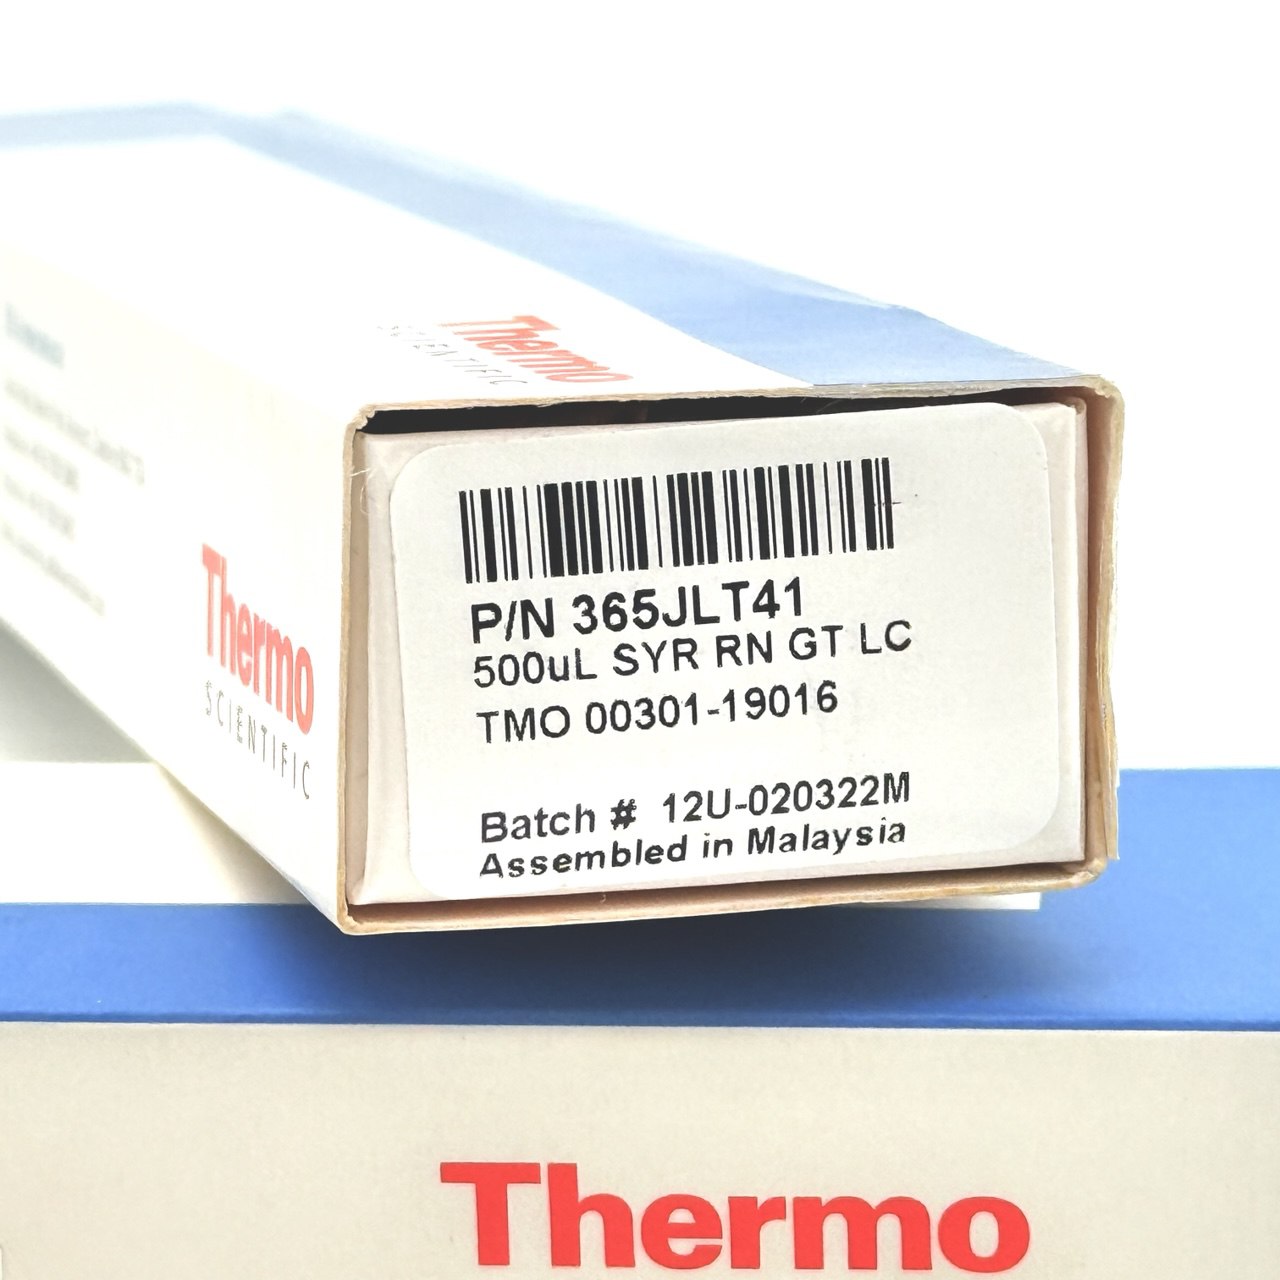 Thermo
SCIENTIFIC
Thermo
SCIENTIFIC
P/N 365JLT41
500uL SYR RN GT LC
TMO 00301-19016
Batch # 12U-020322M
Assembled in Malaysia
Thermo